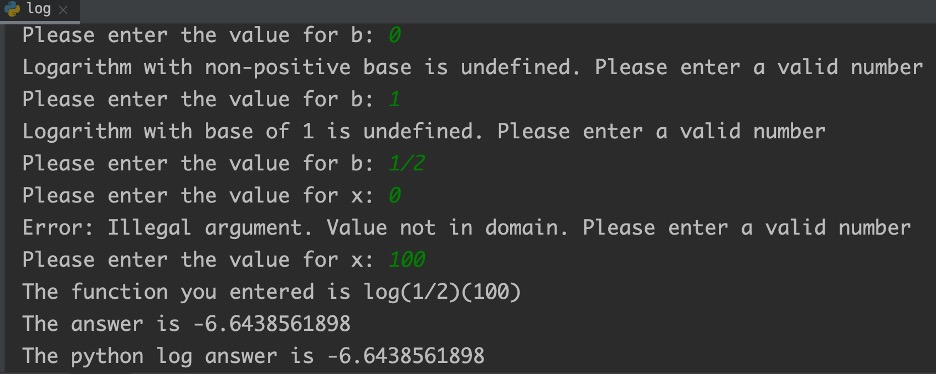 log ×
Please enter the value for b: 0
Logarithm with non-positive base is undefined. Please enter a valid number
Please enter the value for b: 1
Logarithm with base of 1 is undefined. Please enter a valid number
Please enter the value for b: 1/2
Please enter the value for x: 0
Error: Illegal argument. Value not in domain. Please enter a valid number
Please enter the value for x: 100
The function you entered is log(1/2)(100)
The answer is -6.6438561898
The python log answer is -6.6438561898